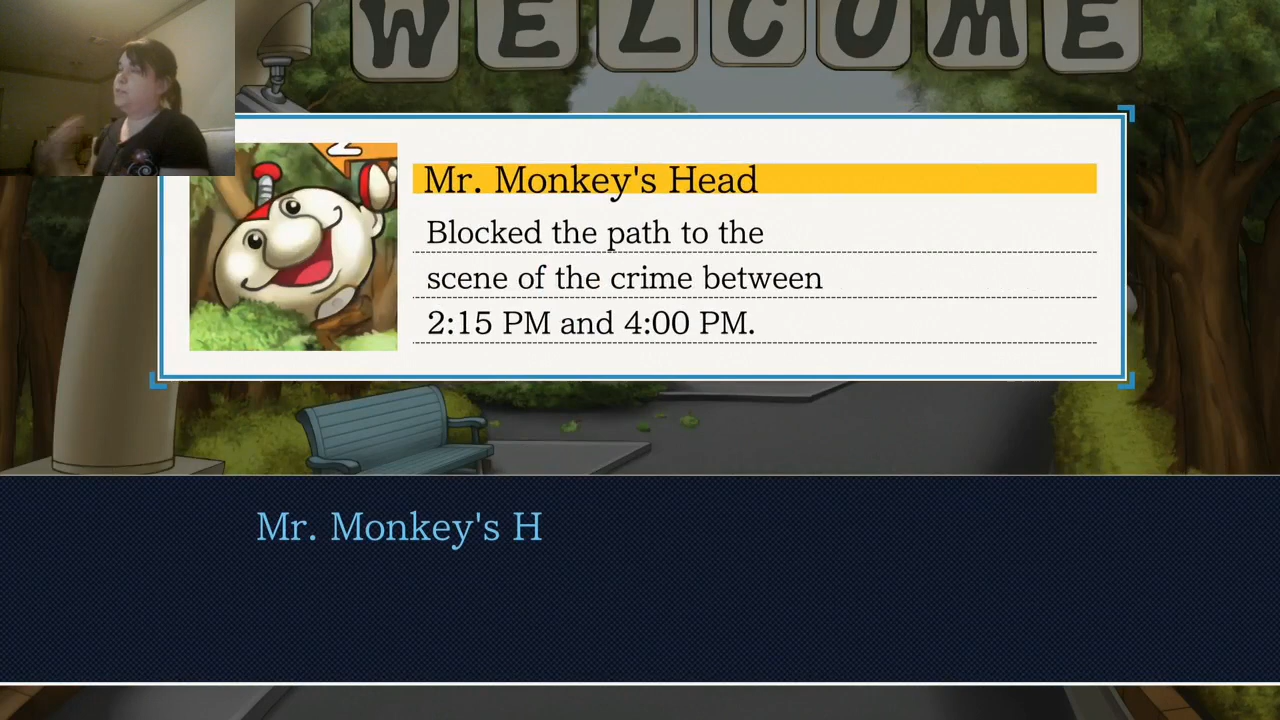 WELCOME
2
Mr. Monkey's Head
Blocked the path to the
scene of the crime between
2:15 PM and 4:00 PM.
Mr. Monkey's H